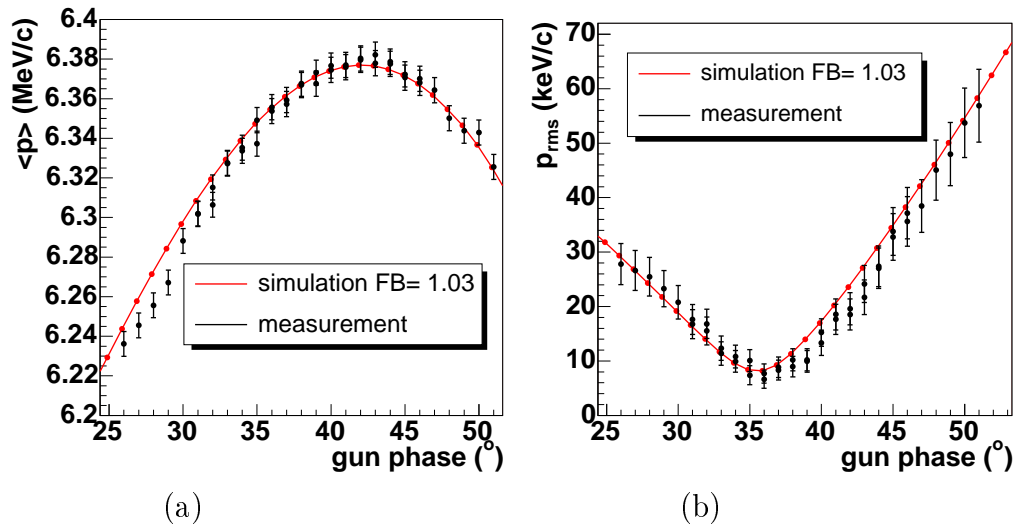 <p> (MeV/c)
6.4
6.38
6.36
6.34
6.32
6.3
6.28
6.26
6.24
6.22
6.2
simulation FB= 1.03
measurement
25 30 35 40 45 50
gun phase (°)
(a)
p_rms (keV/c)
70
60
50
40
30
20
10
0
simulation FB= 1.03
measurement
25 30 35 40 45 50
gun phase (°)
(b)